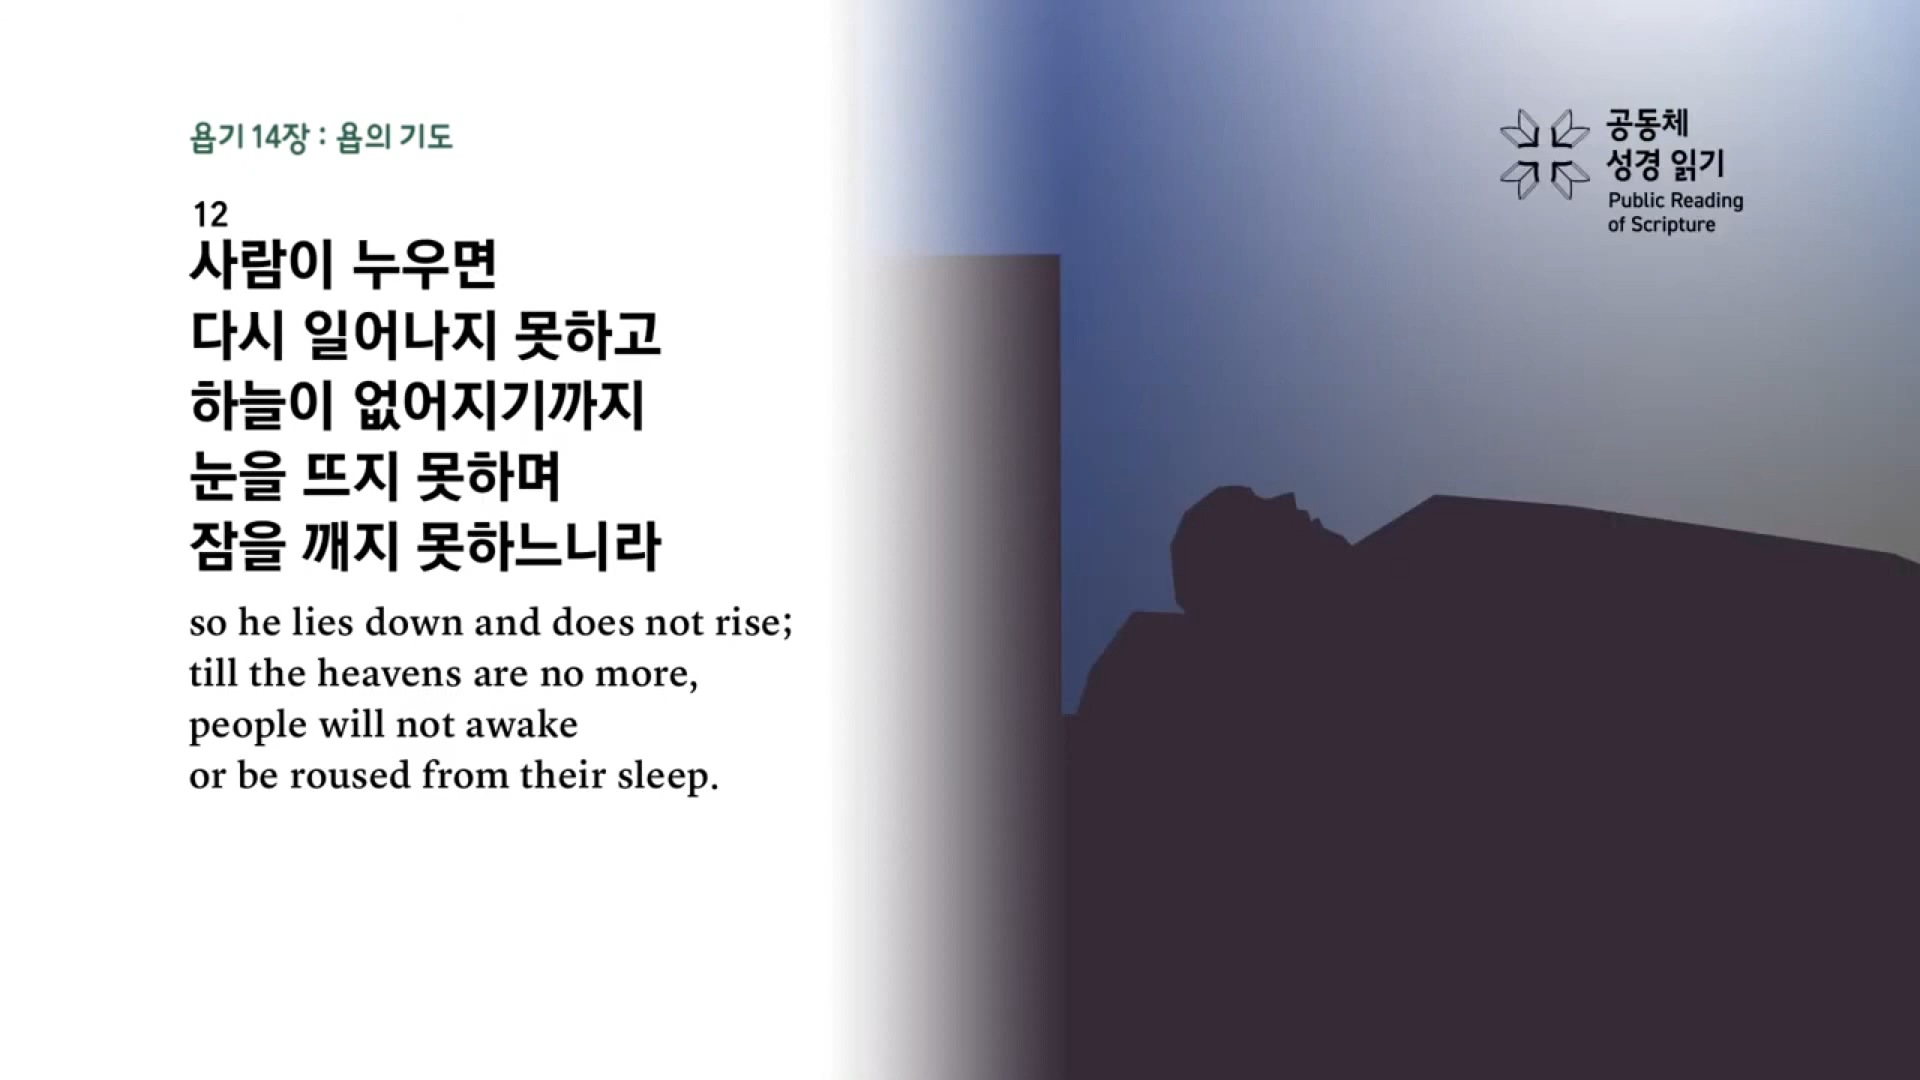 욥기 14장 : 욥의 기도
12
사람이 누우면
다시 일어나지 못하고
하늘이 없어지기까지
눈을 뜨지 못하며
잠을 깨지 못하느니라
so he lies down and does not rise;
till the heavens are no more,
people will not awake
or be roused from their sleep.
공동체
성경 읽기
Public Reading
of Scripture